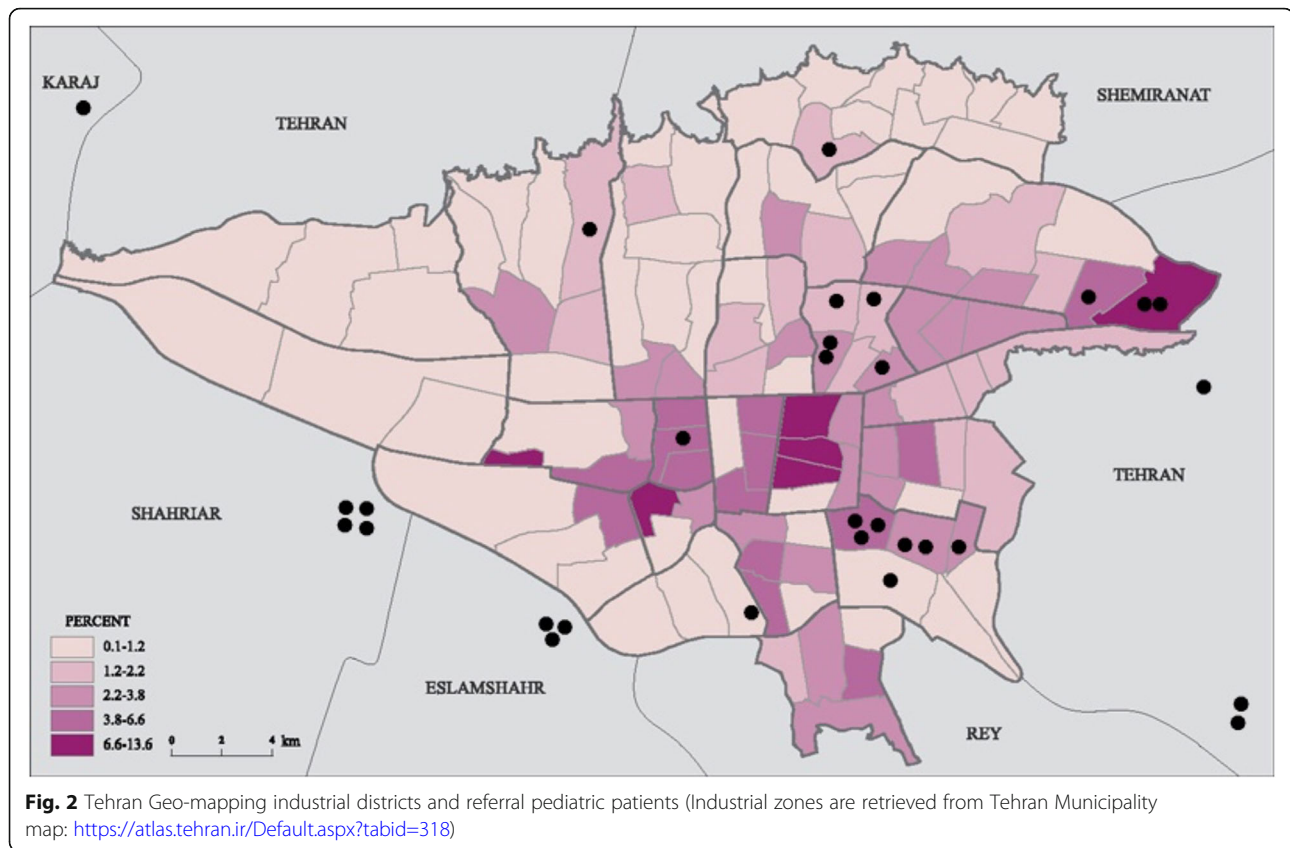 KARAJ
TEHRAN
SHEMIRANAT
TEHRAN
SHAHRIAR
ESLAMSHAHR
REY
PERCENT
0.1-1.2
1.2-2.2
2.2-3.8
3.8-6.6
6.6-13.6
0 2 4 km
Fig. 2 Tehran Geo-mapping industrial districts and referral pediatric patients (Industrial zones are retrieved from Tehran Municipality
map: https://atlas.tehran.ir/Default.aspx?tabid=318)